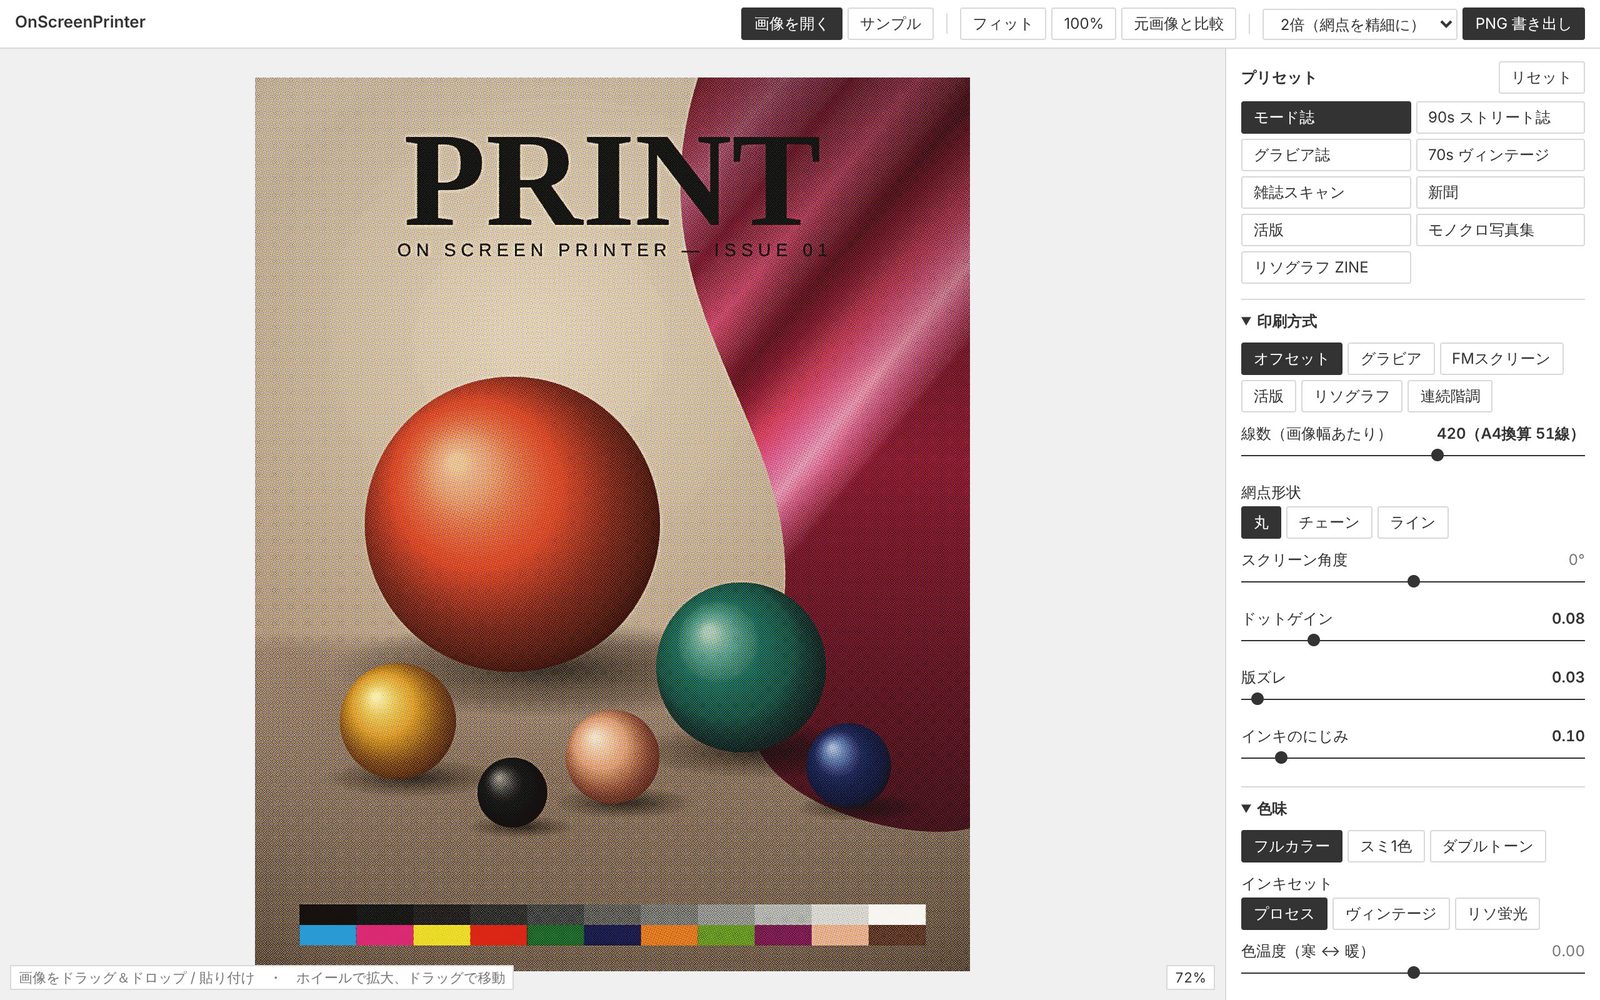 OnScreenPrinter
画像を開く サンプル フィット 100% 元画像と比較 2倍（網点を精細に） PNG 書き出し
PRINT
ON SCREEN PRINTER — ISSUE 01
画像をドラッグ＆ドロップ / 貼り付け ・ ホイールで拡大、ドラッグで移動
72%
プリセット リセット
モード誌 90s ストリート誌
グラビア誌 70s ヴィンテージ
雑誌スキャン 新聞
活版 モノクロ写真集
リソグラフ ZINE
▼ 印刷方式
オフセット グラビア FMスクリーン
活版 リソグラフ 連続階調
線数（画像幅あたり） 420（A4換算 51線）
網点形状
丸 チェーン ライン
スクリーン角度 0°
ドットゲイン 0.08
版ズレ 0.03
インキのにじみ 0.10
▼ 色味
フルカラー スミ1色 ダブルトーン
インキセット
プロセス ヴィンテージ リソ蛍光
色温度（寒 ↔ 暖） 0.00